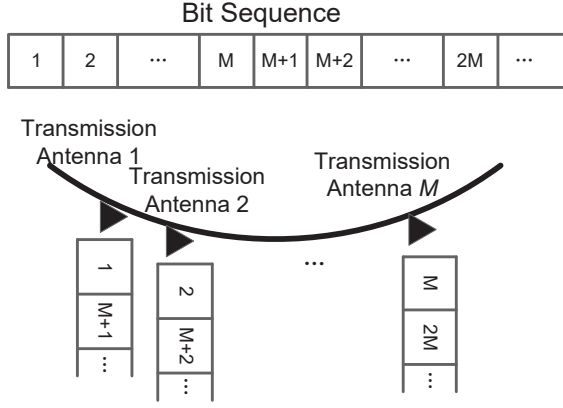 Bit Sequence
1 2 ... M M+1 M+2 ... 2M ...
Transmission
Antenna 1
Transmission
Antenna 2
Transmission
Antenna M
...
1
M+1
...
2
M+2
...
M
2M
...